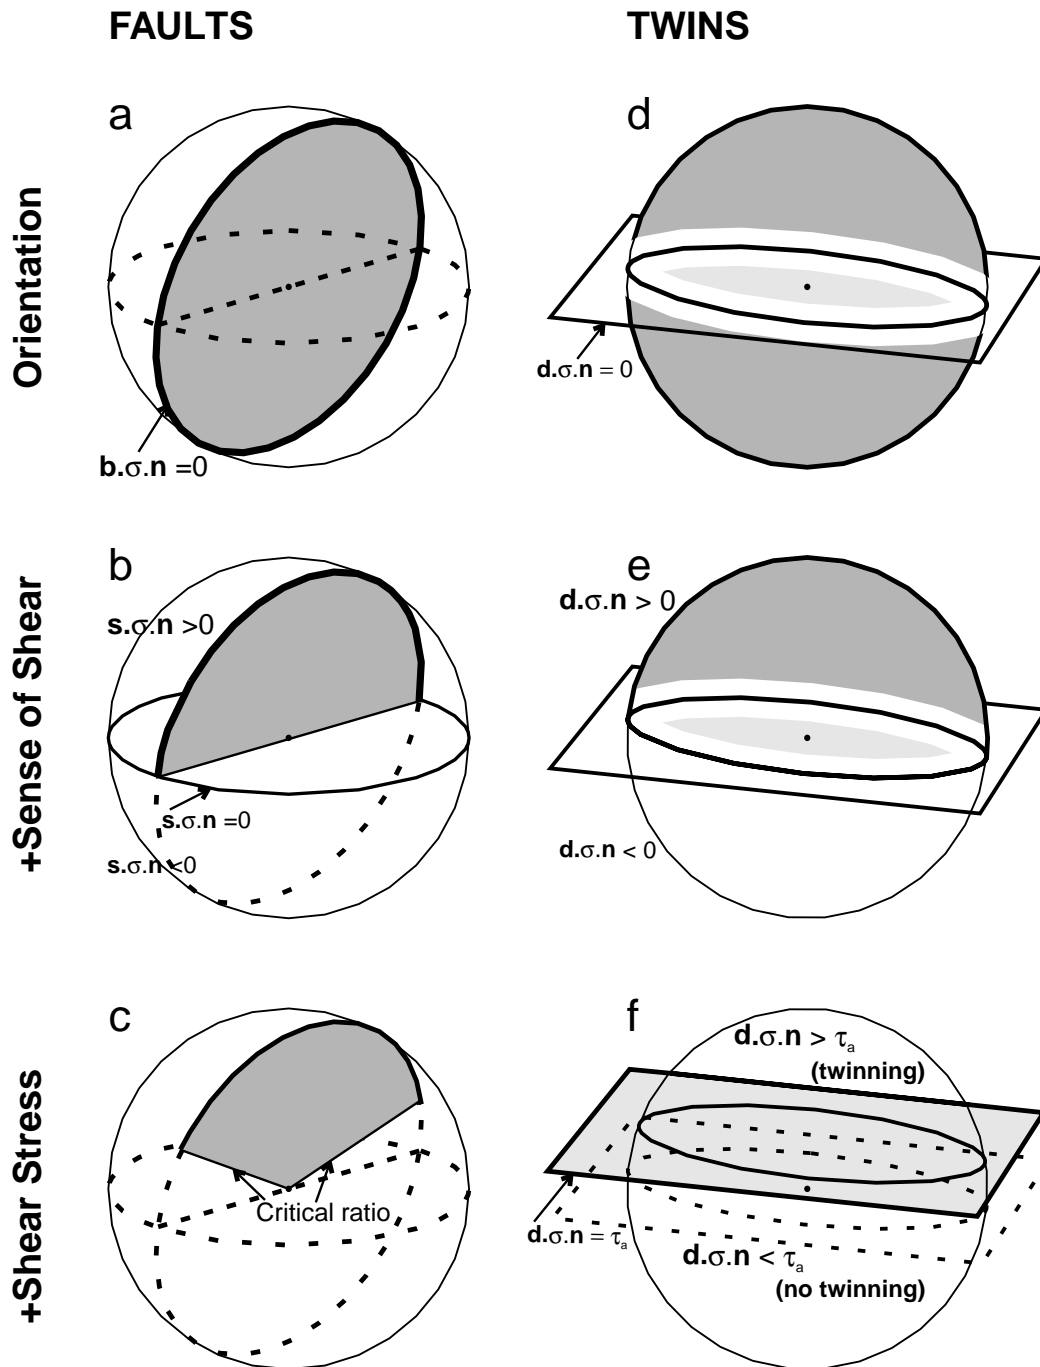 FAULTS TWINS
Orientation
a
b.σ.n =0
d
d.σ.n = 0
+Sense of Shear
b
s.σ.n >0
s.σ.n =0
s.σ.n <0
e
d.σ.n > 0
d.σ.n < 0
+Shear Stress
c
Critical ratio
f
d.σ.n > τa
(twinning)
d.σ.n = τa
d.σ.n < τa
(no twinning)